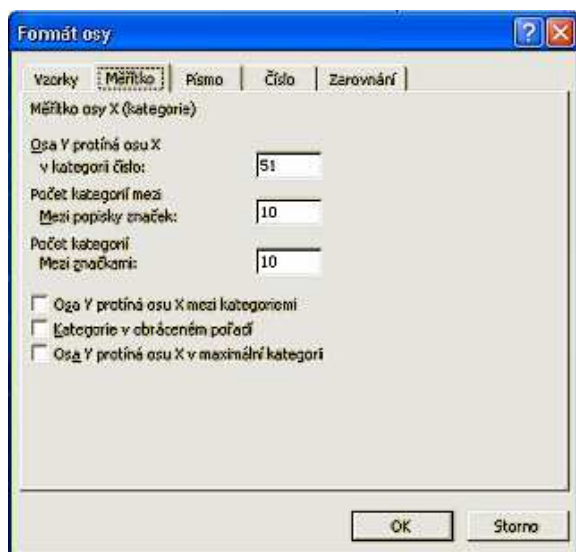 Formát osy
Vzorky Měřítko Písmo Číslo Zarovnání
Měřítko osy X (kategorie)
Osa Y protíná osu X
v kategorii číslo: 51
Počet kategorií mezi
Mezi popisky značek: 10
Počet kategorií
Mezi značkami: 10
Osa Y protíná osu X mezi kategoriemi
Kategorie v obráceném pořadí
Osa Y protíná osu X v maximální kategorii
OK Storno